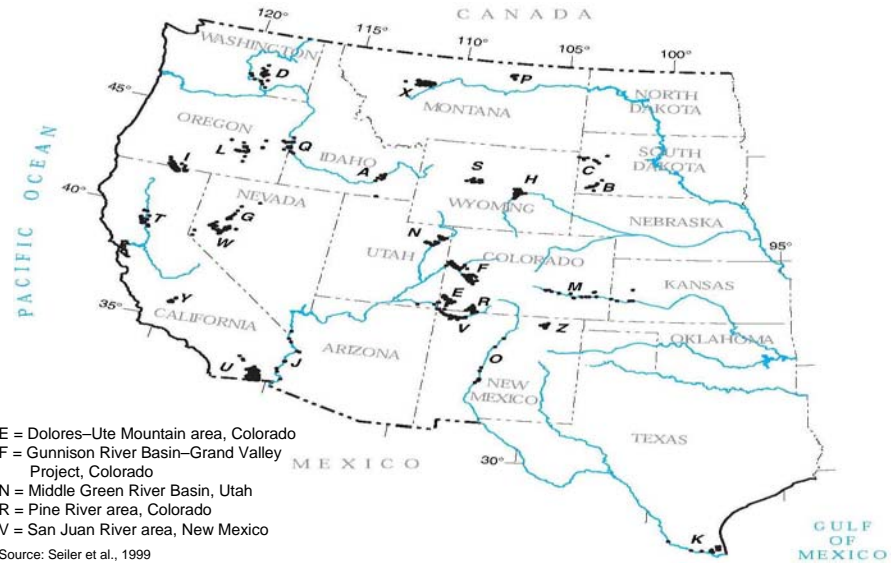 CANADA
120°
115°
110°
105°
100°
WASHINGTON
D
X
P
MONTANA
NORTH
DAKOTA
45°
OREGON
L
Q
I
IDAHO
A
S
H
WYOMING
C
B
SOUTH
DAKOTA
PACIFIC OCEAN
40°
NEVADA
T
G
W
N
UTAH
COLORADO
F
NEBRASKA
95°
E
R
V
M
KANSAS
35°
Y
CALIFORNIA
Z
OKLAHOMA
U
J
ARIZONA
O
NEW
MEXICO
TEXAS
MEXICO
30°
K
GULF
OF
MEXICO
E = Dolores–Ute Mountain area, Colorado
F = Gunnison River Basin–Grand Valley
Project, Colorado
N = Middle Green River Basin, Utah
R = Pine River area, Colorado
V = San Juan River area, New Mexico
Source: Seiler et al., 1999